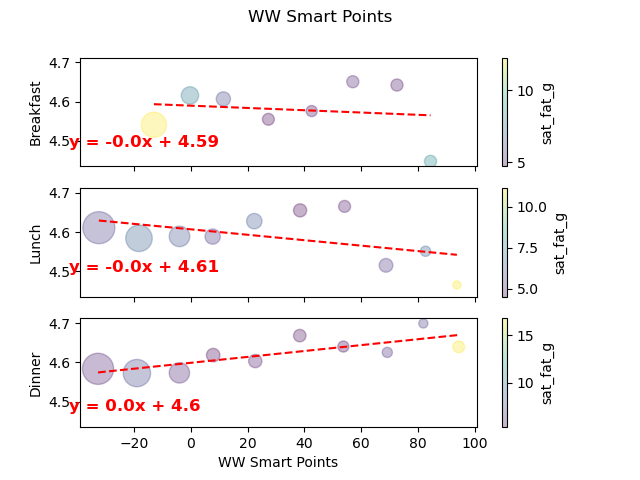 WW Smart Points
4.7
4.6
4.5
Breakfast
y = -0.0x + 4.59
10
5
sat_fat_g
4.7
4.6
4.5
Lunch
y = -0.0x + 4.61
10.0
7.5
5.0
sat_fat_g
4.7
4.6
4.5
Dinner
y = 0.0x + 4.6
15
10
sat_fat_g
−20 0 20 40 60 80 100
WW Smart Points